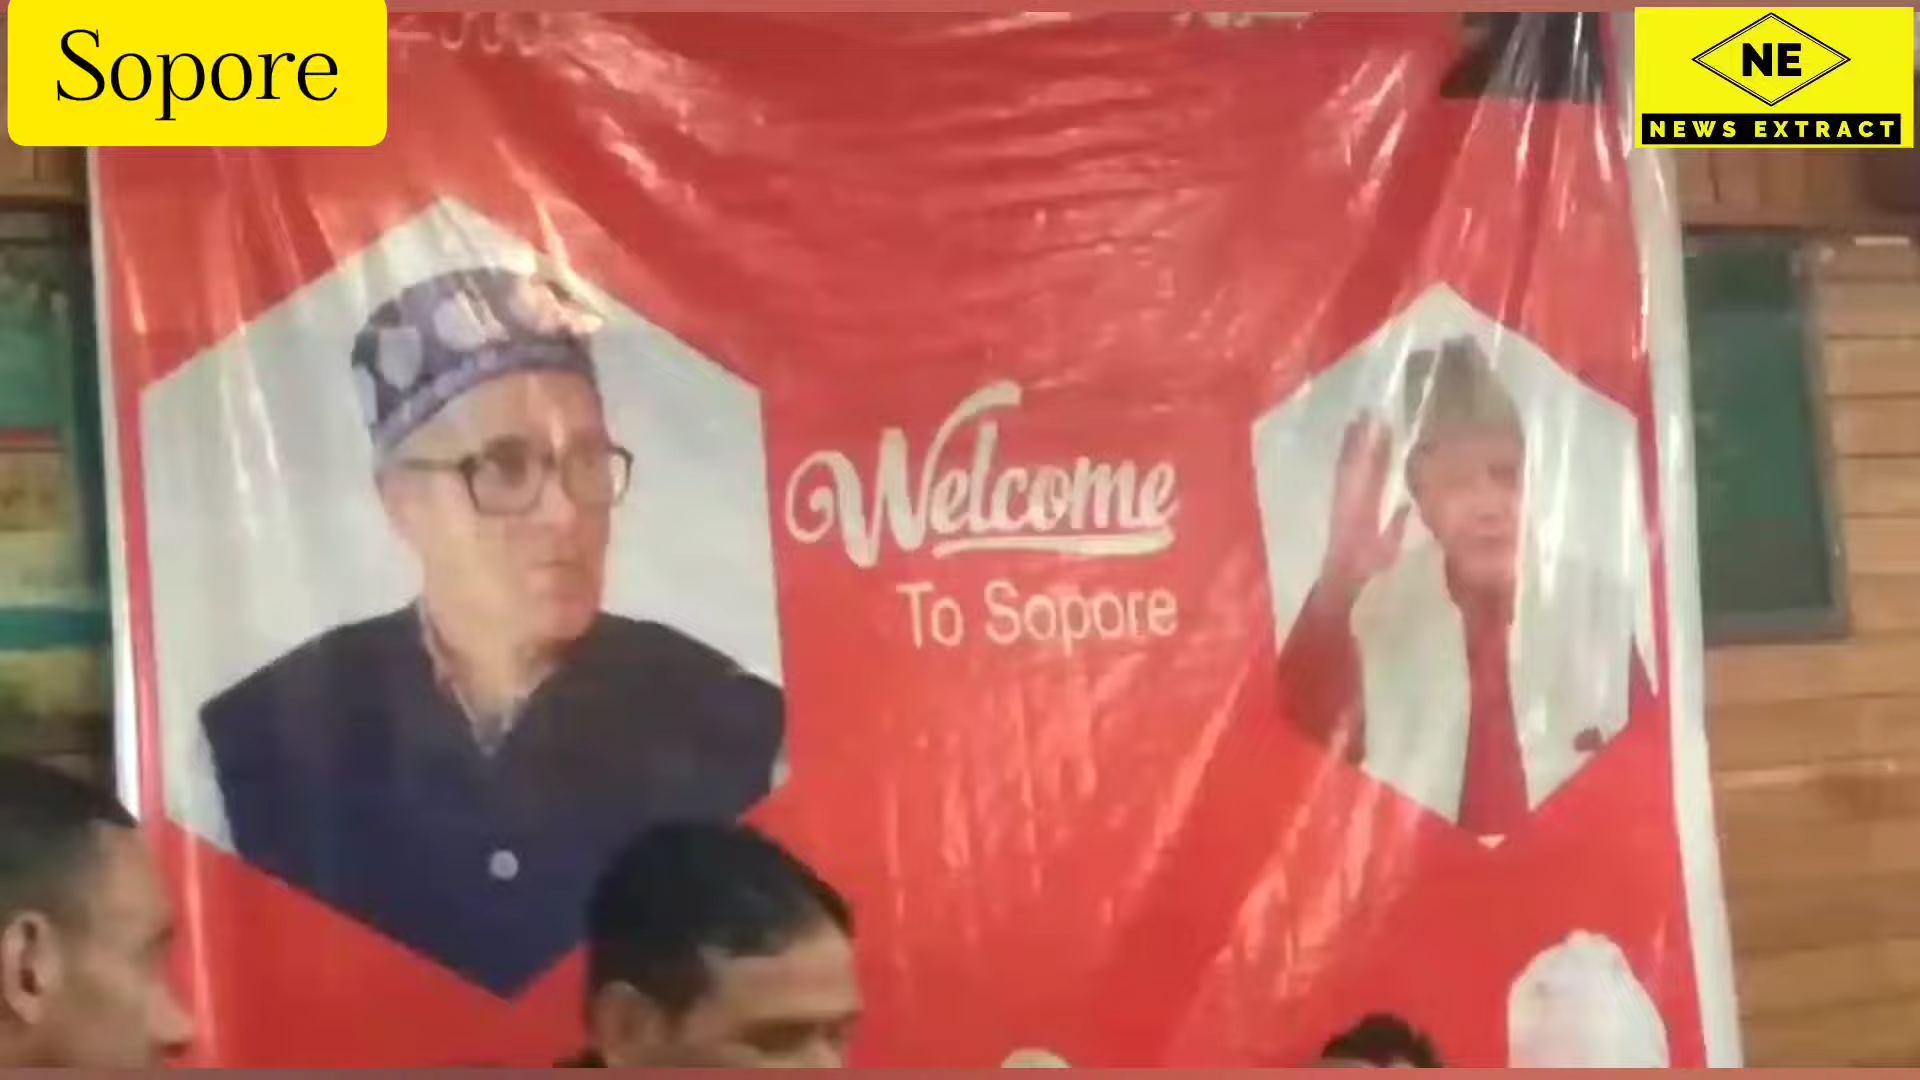 Sopore
NE
NEWS EXTRACT
Welcome
To Sopore